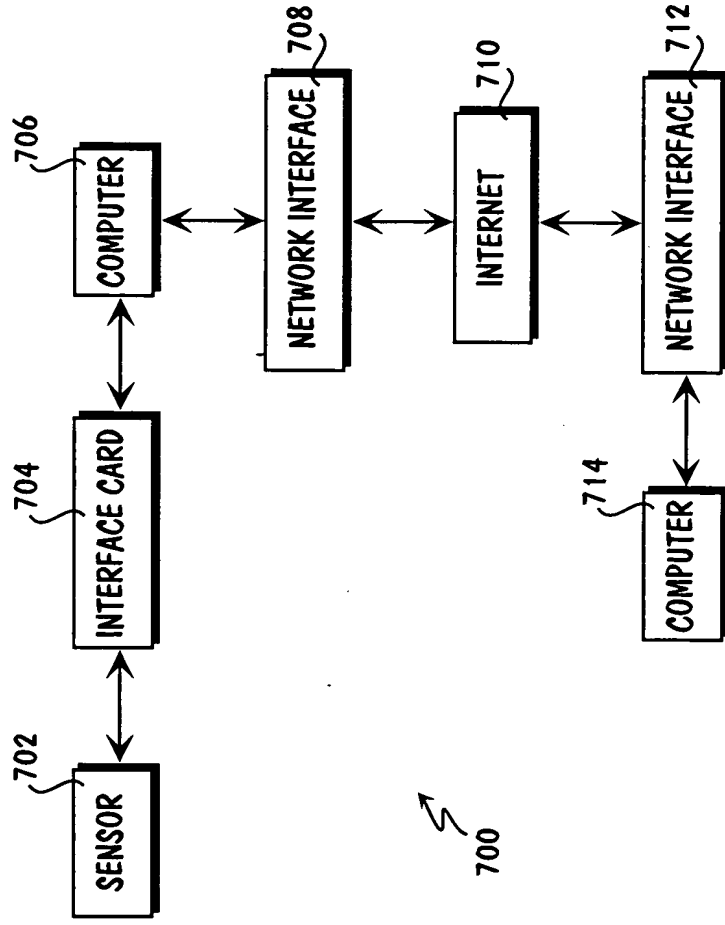 702
SENSOR
704
INTERFACE CARD
706
COMPUTER
708
NETWORK INTERFACE
710
INTERNET
712
NETWORK INTERFACE
714
COMPUTER
700